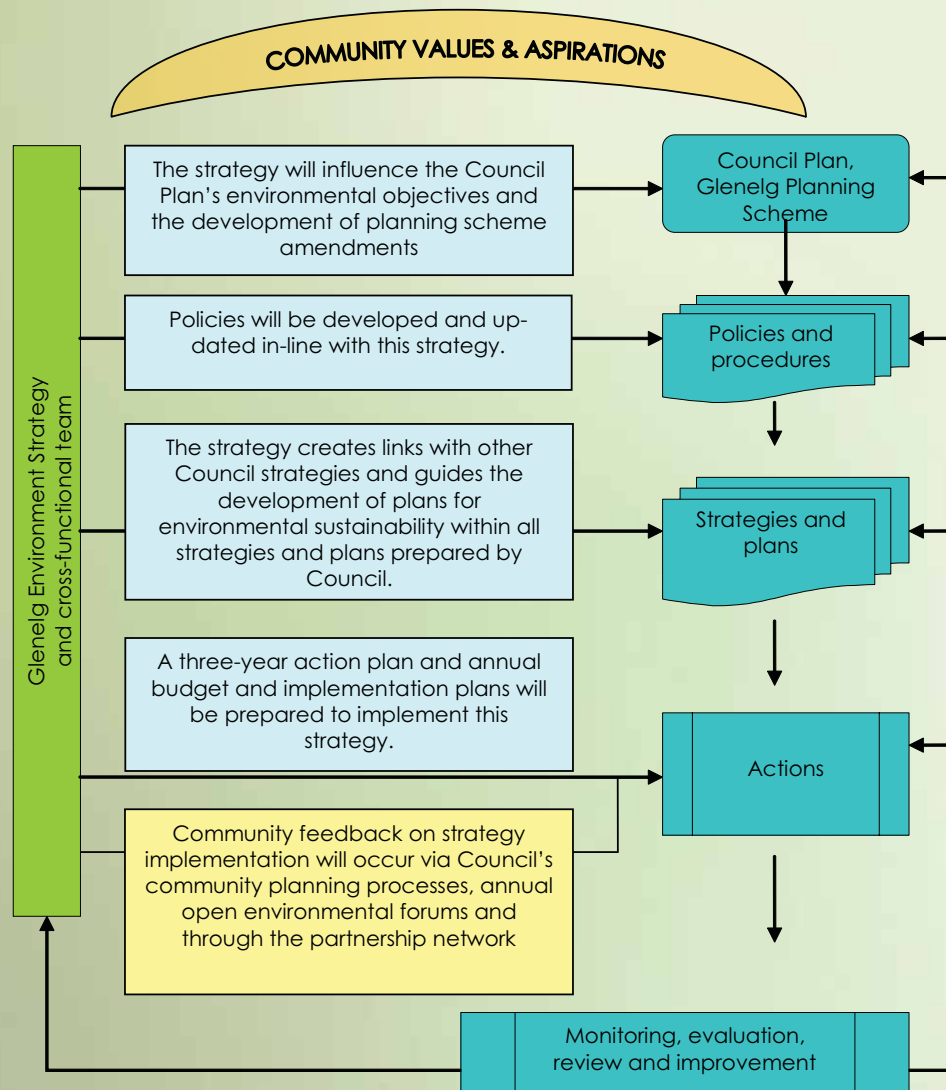 COMMUNITY VALUES & ASPIRATIONS
Glenelg Environment Strategy
and cross-functional team
The strategy will influence the Council
Plan's environmental objectives and
the development of planning scheme
amendments
Council Plan,
Glenelg Planning
Scheme
Policies will be developed and up-
dated in-line with this strategy.
Policies and
procedures
The strategy creates links with other
Council strategies and guides the
development of plans for
environmental sustainability within all
strategies and plans prepared by
Council.
Strategies and
plans
A three-year action plan and annual
budget and implementation plans will
be prepared to implement this
strategy.
Actions
Community feedback on strategy
implementation will occur via Council's
community planning processes, annual
open environmental forums and
through the partnership network
Monitoring, evaluation,
review and improvement